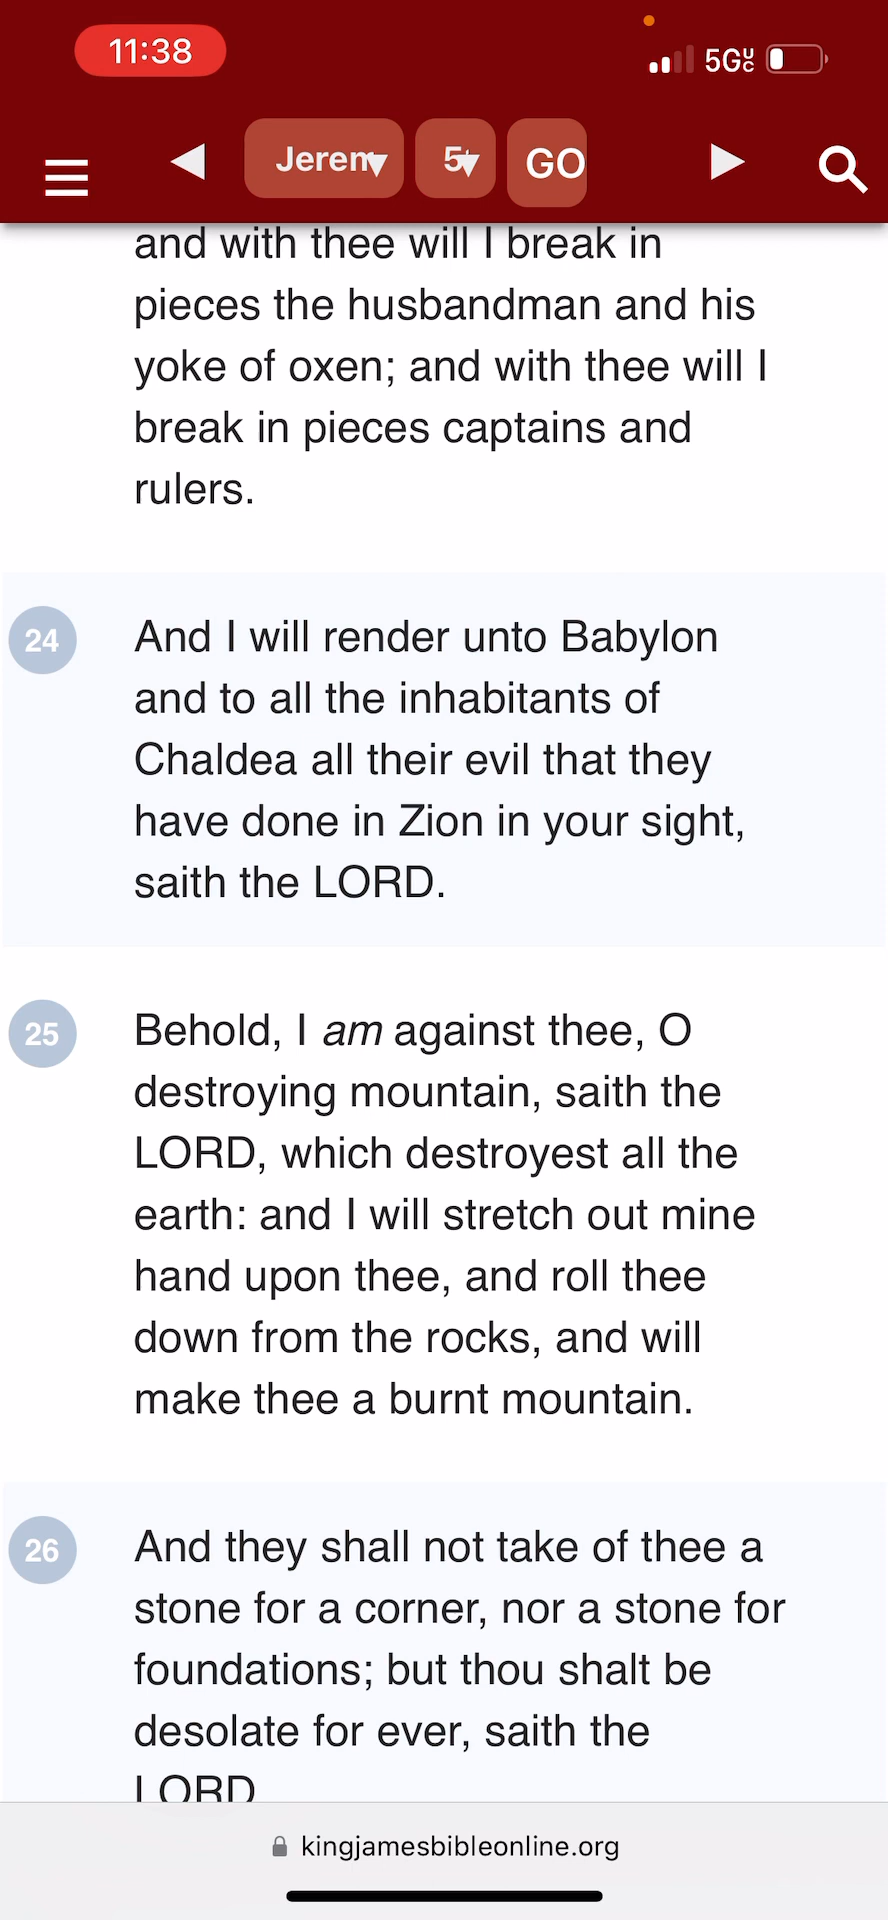 11:38
5G UC
Jerem
5
GO
and with thee will I break in
pieces the husbandman and his
yoke of oxen; and with thee will I
break in pieces captains and
rulers.
24
And I will render unto Babylon
and to all the inhabitants of
Chaldea all their evil that they
have done in Zion in your sight,
saith the LORD.
25
Behold, I am against thee, O
destroying mountain, saith the
LORD, which destroyest all the
earth: and I will stretch out mine
hand upon thee, and roll thee
down from the rocks, and will
make thee a burnt mountain.
26
And they shall not take of thee a
stone for a corner, nor a stone for
foundations; but thou shalt be
desolate for ever, saith the
LORD
kingjamesbibleonline.org